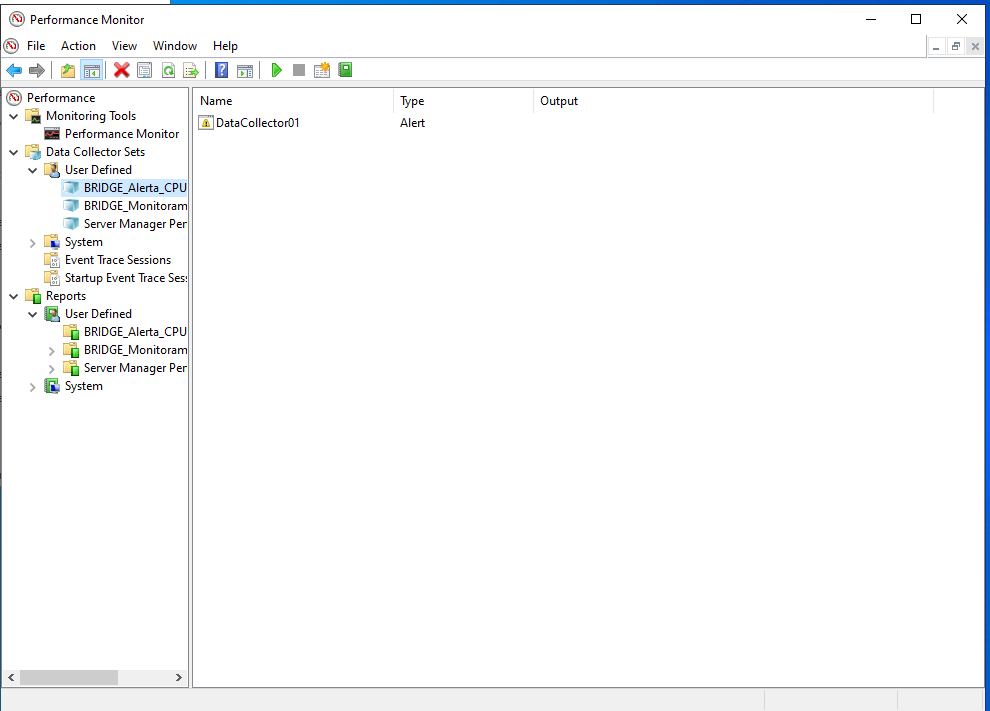 Performance Monitor
File Action View Window Help
Performance
Monitoring Tools
Performance Monitor
Data Collector Sets
User Defined
BRIDGE_Alerta_CPU
BRIDGE_Monitoram
Server Manager Per
System
Event Trace Sessions
Startup Event Trace Ses
Reports
User Defined
BRIDGE_Alerta_CPU
BRIDGE_Monitoram
Server Manager Per
System
Name Type Output
DataCollector01 Alert